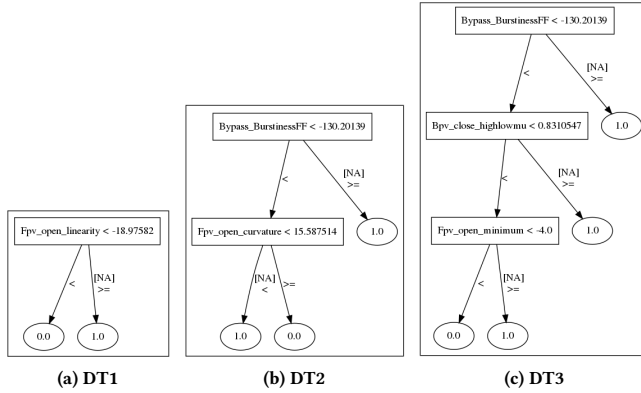 Fpv_open_linearity < -18.97582
<
[NA]
>=
0.0
1.0
(a) DT1
Bypass_BurstinessFF < -130.20139
<
[NA]
>=
Fpv_open_curvature < 15.587514
1.0
[NA]
<
>=
1.0
0.0
(b) DT2
Bypass_BurstinessFF < -130.20139
<
[NA]
>=
Bpv_close_highlowmu < 0.8310547
1.0
<
[NA]
>=
Fpv_open_minimum < -4.0
1.0
<
[NA]
>=
0.0
1.0
(c) DT3